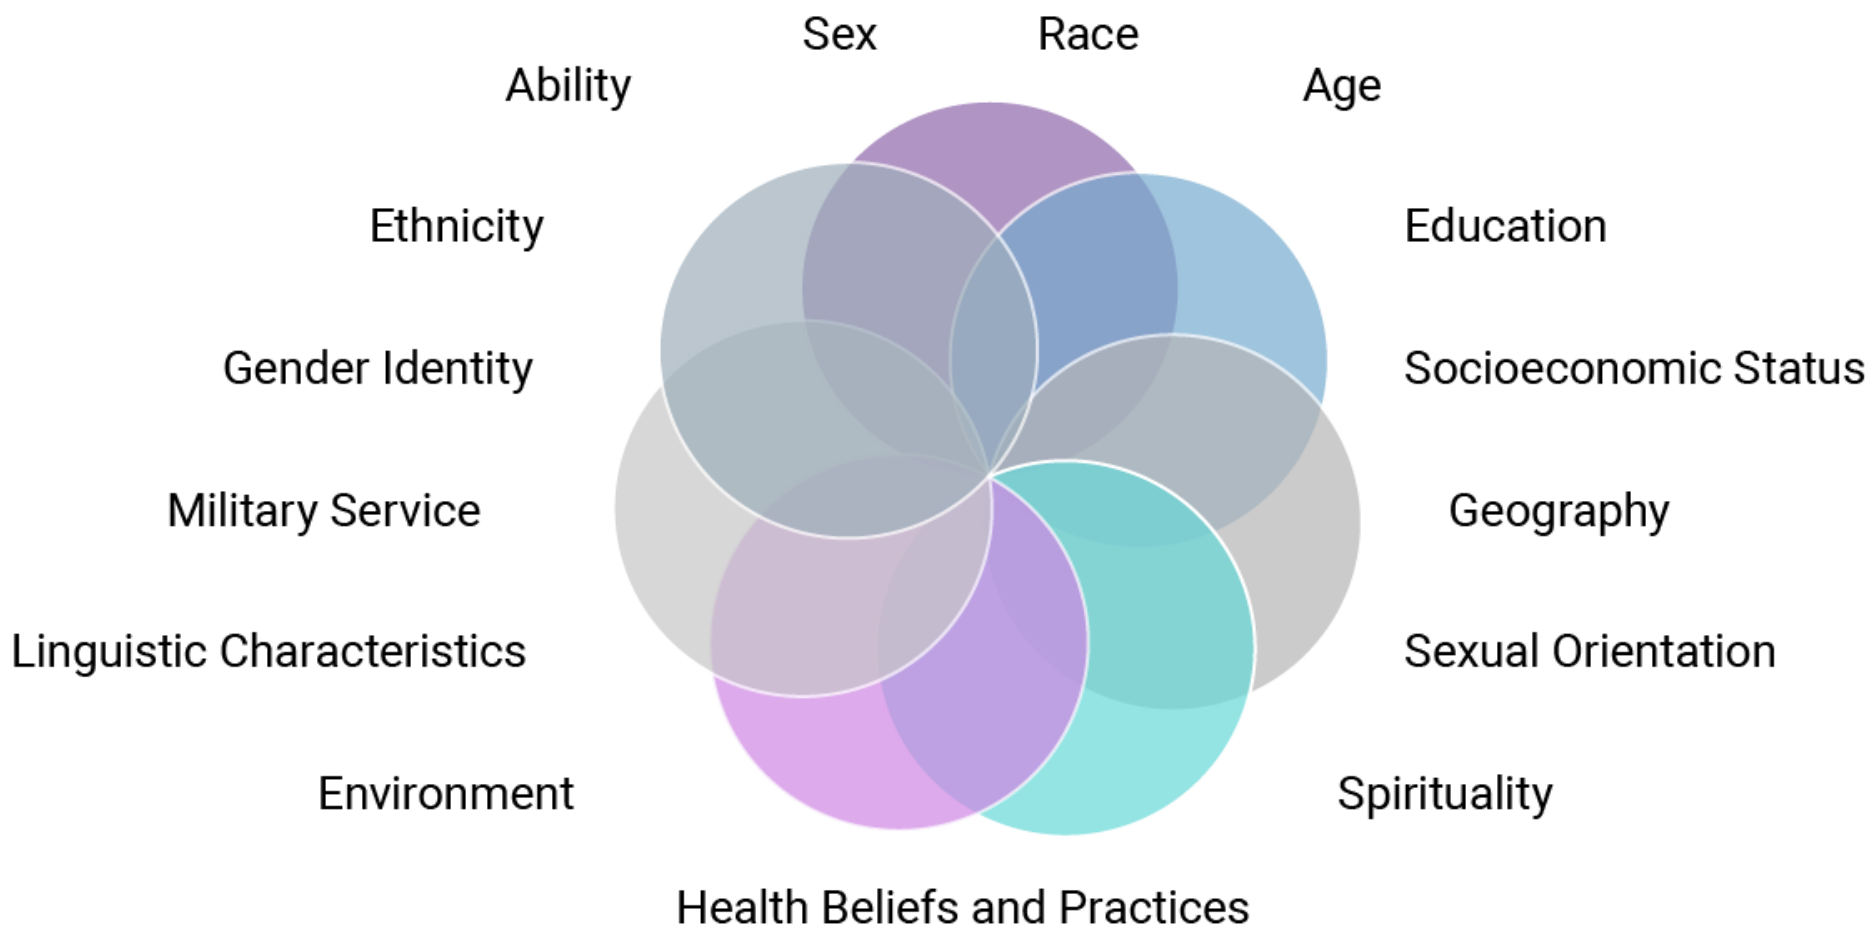 Sex
Race
Ability
Age
Ethnicity
Education
Gender Identity
Socioeconomic Status
Military Service
Geography
Linguistic Characteristics
Sexual Orientation
Environment
Spirituality
Health Beliefs and Practices